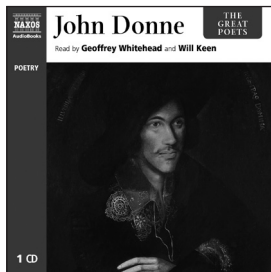 John Donne
THE
GREAT
POETS
NAXOS
AudioBooks
Read by Geoffrey Whitehead and Will Keen
POETRY
1 CD